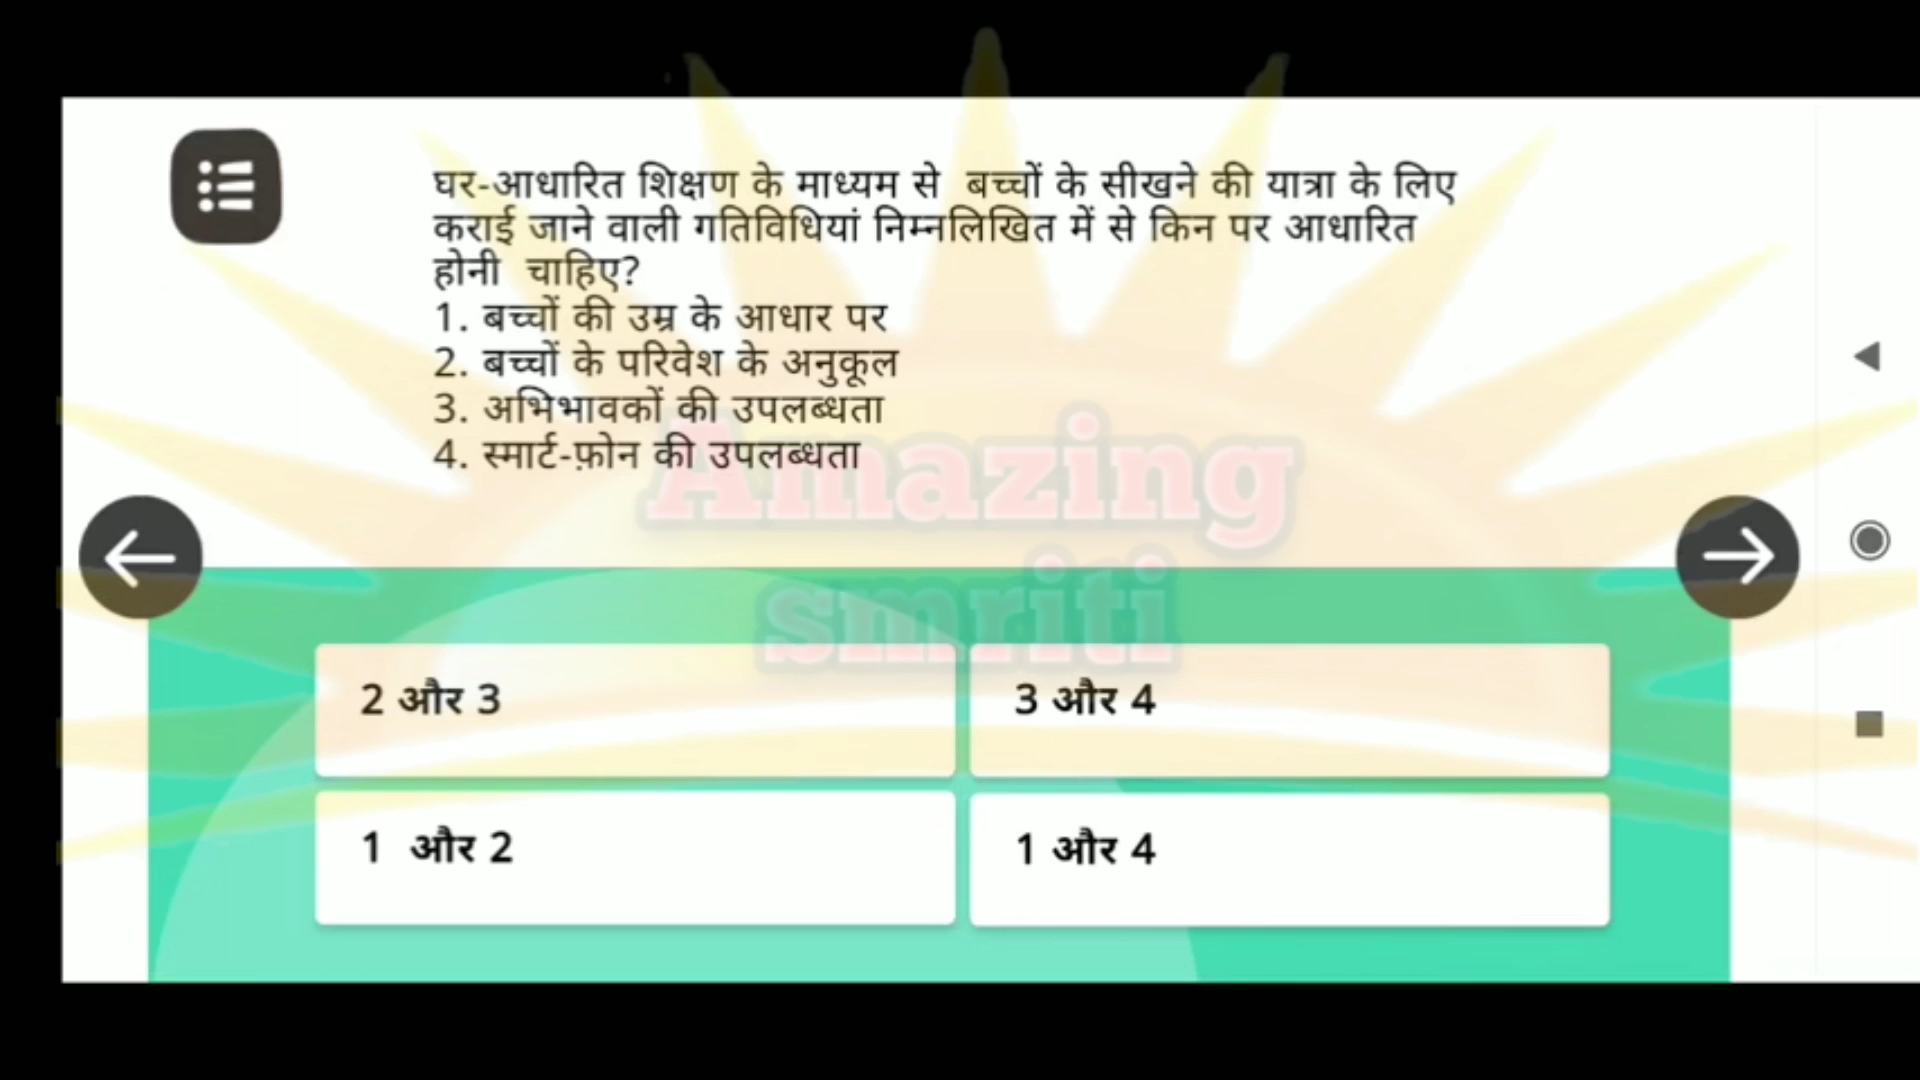 घर-आधारित शिक्षण के माध्यम से बच्चों के सीखने की यात्रा के लिए
कराई जाने वाली गतिविधियां निम्नलिखित में से किन पर आधारित
होनी चाहिए?
1. बच्चों की उम्र के आधार पर
2. बच्चों के परिवेश के अनुकूल
3. अभिभावकों की उपलब्धता
4. स्मार्ट-फ़ोन की उपलब्धता
Amazing
smriti
2 और 3
3 और 4
1 और 2
1 और 4